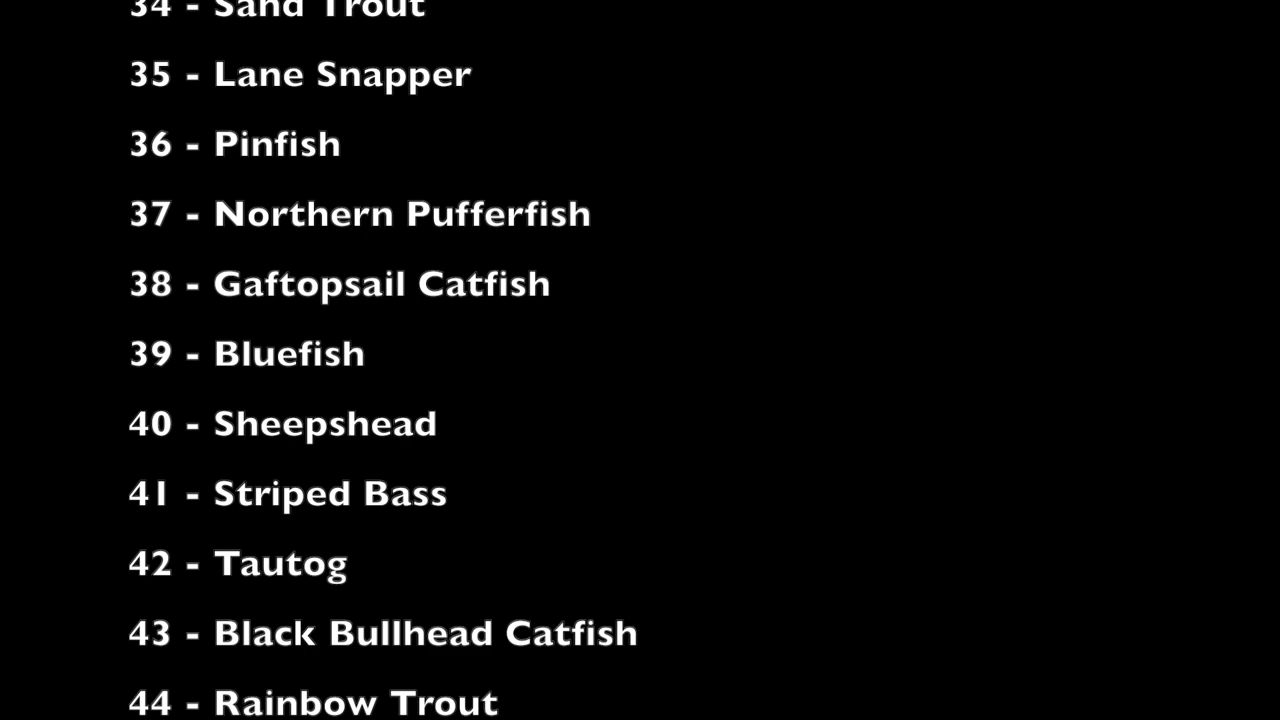 34 - Sand Trout
35 - Lane Snapper
36 - Pinfish
37 - Northern Pufferfish
38 - Gaftopsail Catfish
39 - Bluefish
40 - Sheepshead
41 - Striped Bass
42 - Tautog
43 - Black Bullhead Catfish
44 - Rainbow Trout